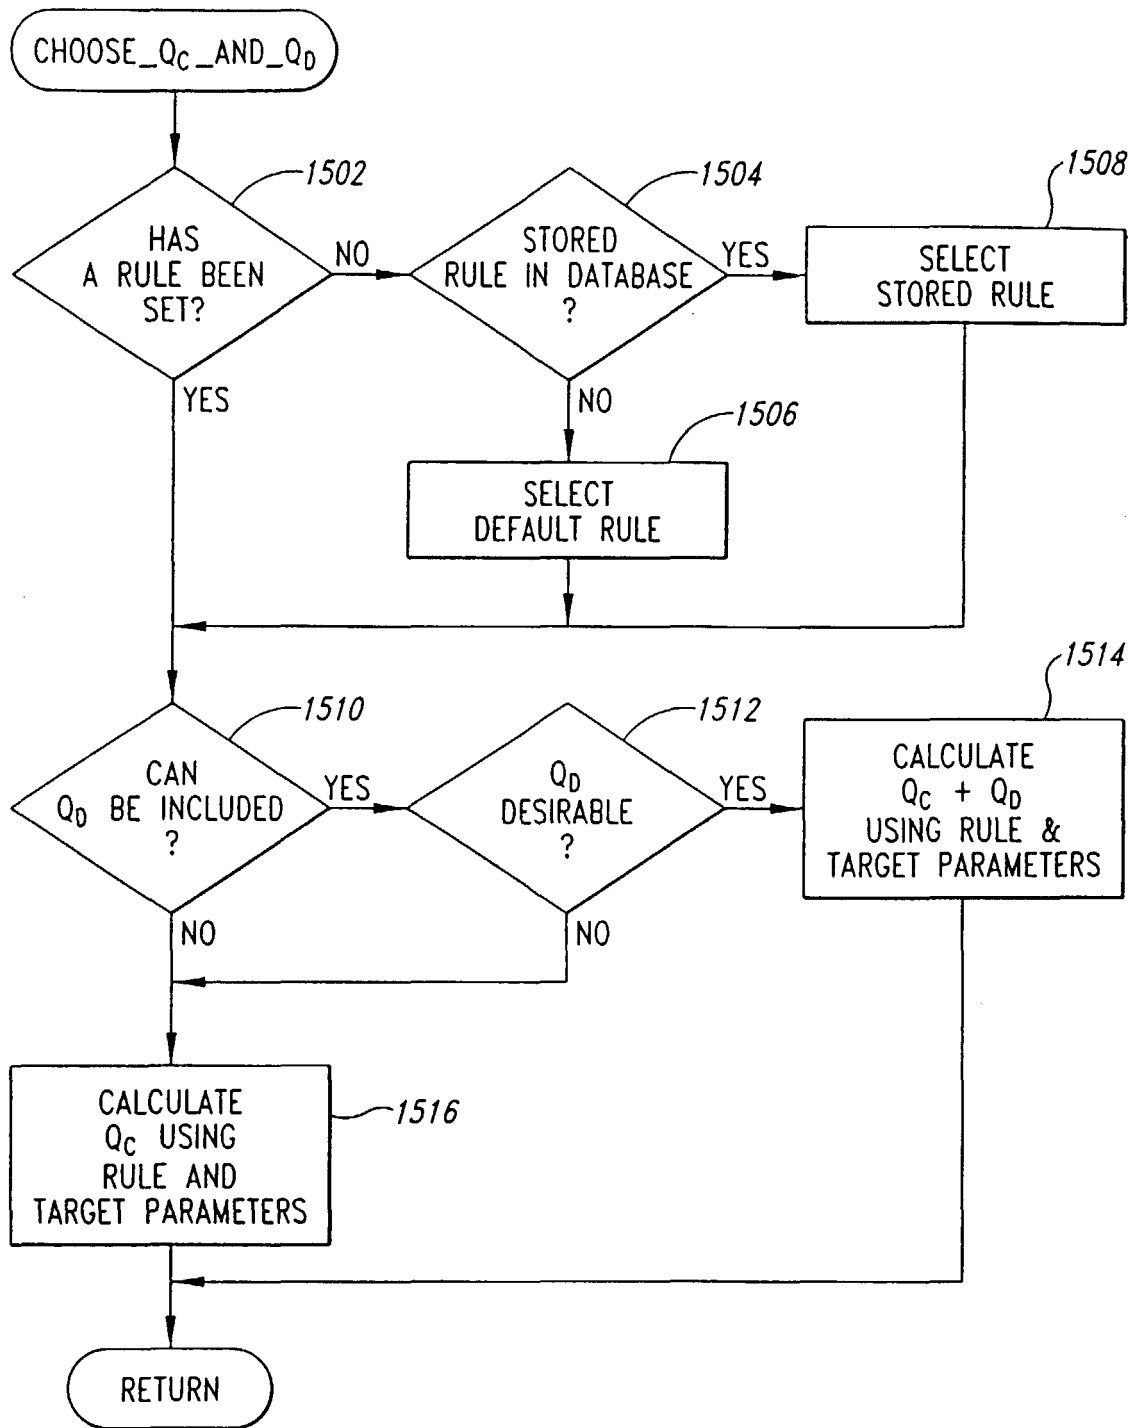 CHOOSE_QC_AND_QD
1502
HAS
A RULE BEEN
SET?
NO
YES
1504
STORED
RULE IN DATABASE
?
YES
NO
1508
SELECT
STORED RULE
1506
SELECT
DEFAULT RULE
1510
CAN
QD BE INCLUDED
?
YES
NO
1512
QD
DESIRABLE
?
YES
NO
1514
CALCULATE
QC + QD
USING RULE &
TARGET PARAMETERS
CALCULATE
QC USING
RULE AND
TARGET PARAMETERS
1516
RETURN